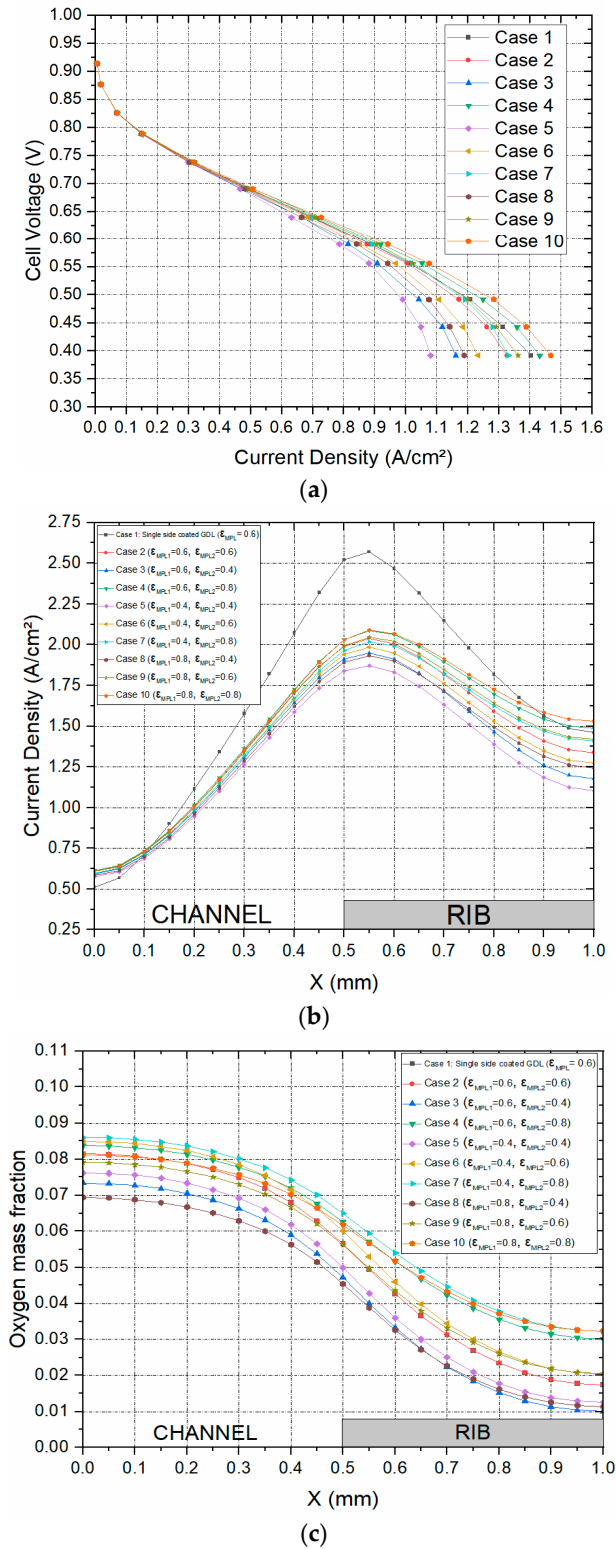 1.00
0.95
0.90
0.85
0.80
0.75
0.70
0.65
0.60
0.55
0.50
0.45
0.40
0.35
0.30
Cell Voltage (V)
Case 1
Case 2
Case 3
Case 4
Case 5
Case 6
Case 7
Case 8
Case 9
Case 10
0.0 0.1 0.2 0.3 0.4 0.5 0.6 0.7 0.8 0.9 1.0 1.1 1.2 1.3 1.4 1.5 1.6
Current Density (A/cm²)
(a)
2.75
2.50
2.25
2.00
1.75
1.50
1.25
1.00
0.75
0.50
0.25
Current Density (A/cm²)
Case 1: Single side coated GDL (εMPL= 0.6)
Case 2 (εMPL1=0.6, εMPL2=0.6)
Case 3 (εMPL1=0.6, εMPL2=0.4)
Case 4 (εMPL1=0.6, εMPL2=0.8)
Case 5 (εMPL1=0.4, εMPL2=0.4)
Case 6 (εMPL1=0.4, εMPL2=0.6)
Case 7 (εMPL1=0.4, εMPL2=0.8)
Case 8 (εMPL1=0.8, εMPL2=0.4)
Case 9 (εMPL1=0.8, εMPL2=0.6)
Case 10 (εMPL1=0.8, εMPL2=0.8)
CHANNEL
RIB
0.0 0.1 0.2 0.3 0.4 0.5 0.6 0.7 0.8 0.9 1.0
X (mm)
(b)
0.11
0.10
0.09
0.08
0.07
0.06
0.05
0.04
0.03
0.02
0.01
0.00
Oxygen mass fraction
Case 1: Single side coated GDL (εMPL= 0.6)
Case 2 (εMPL1=0.6, εMPL2=0.6)
Case 3 (εMPL1=0.6, εMPL2=0.4)
Case 4 (εMPL1=0.6, εMPL2=0.8)
Case 5 (εMPL1=0.4, εMPL2=0.4)
Case 6 (εMPL1=0.4, εMPL2=0.6)
Case 7 (εMPL1=0.4, εMPL2=0.8)
Case 8 (εMPL1=0.8, εMPL2=0.4)
Case 9 (εMPL1=0.8, εMPL2=0.6)
Case 10 (εMPL1=0.8, εMPL2=0.8)
CHANNEL
RIB
0.0 0.1 0.2 0.3 0.4 0.5 0.6 0.7 0.8 0.9 1.0
X (mm)
(c)